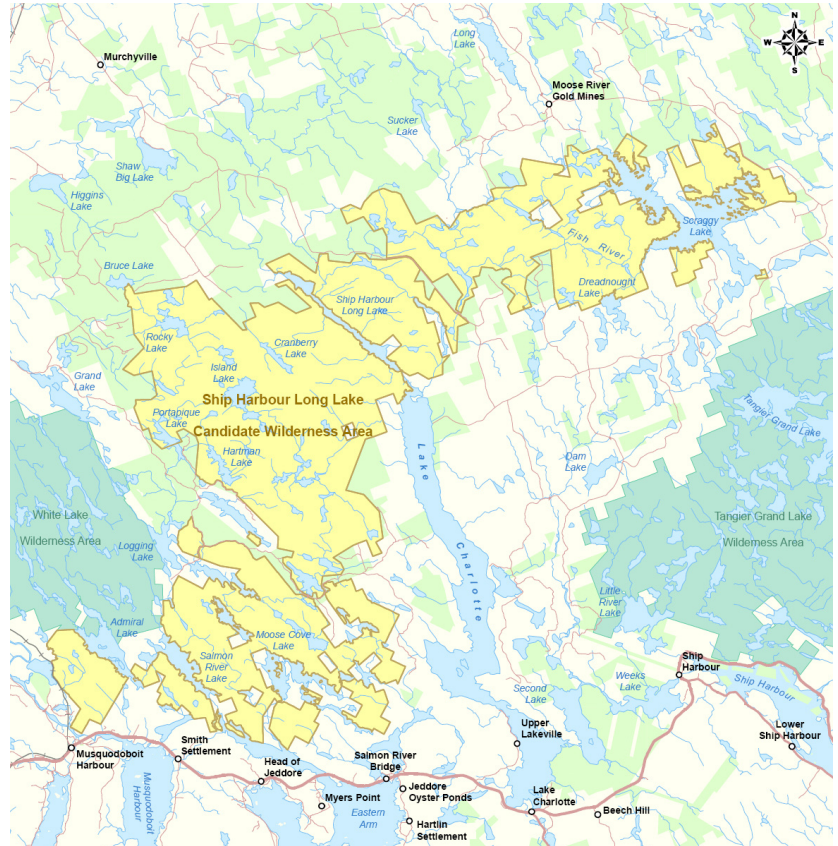 N
W
E
S
Long
Lake
Murchyville
Moose River
Gold Mines
Sucker
Lake
Shaw
Big Lake
Higgins
Lake
Scraggy
Lake
Fish River
Bruce Lake
Dreadnought
Lake
Ship Harbour
Long Lake
Rocky
Lake
Cranberry
Lake
Island
Lake
Grand
Lake
Ship Harbour Long Lake
Candidate Wilderness Area
Portapique
Lake
Tangier Grand Lake
Hartman
Lake
Lake Charlotte
Dam
Lake
White Lake
Wilderness Area
Tangier Grand Lake
Wilderness Area
Logging
Lake
Little
River
Lake
Admiral
Lake
Moose Cove
Lake
Salmon
River
Lake
Ship
Harbour
Weeks
Lake
Ship Harbour
Second
Lake
Upper
Lakeville
Lower
Ship Harbour
Musquodoboit
Harbour
Smith
Settlement
Head of
Jeddore
Salmon River
Bridge
Jeddore
Oyster Ponds
Lake
Charlotte
Beech Hill
Musquodoboit
Harbour
Myers Point
Eastern
Arm
Hartlin
Settlement